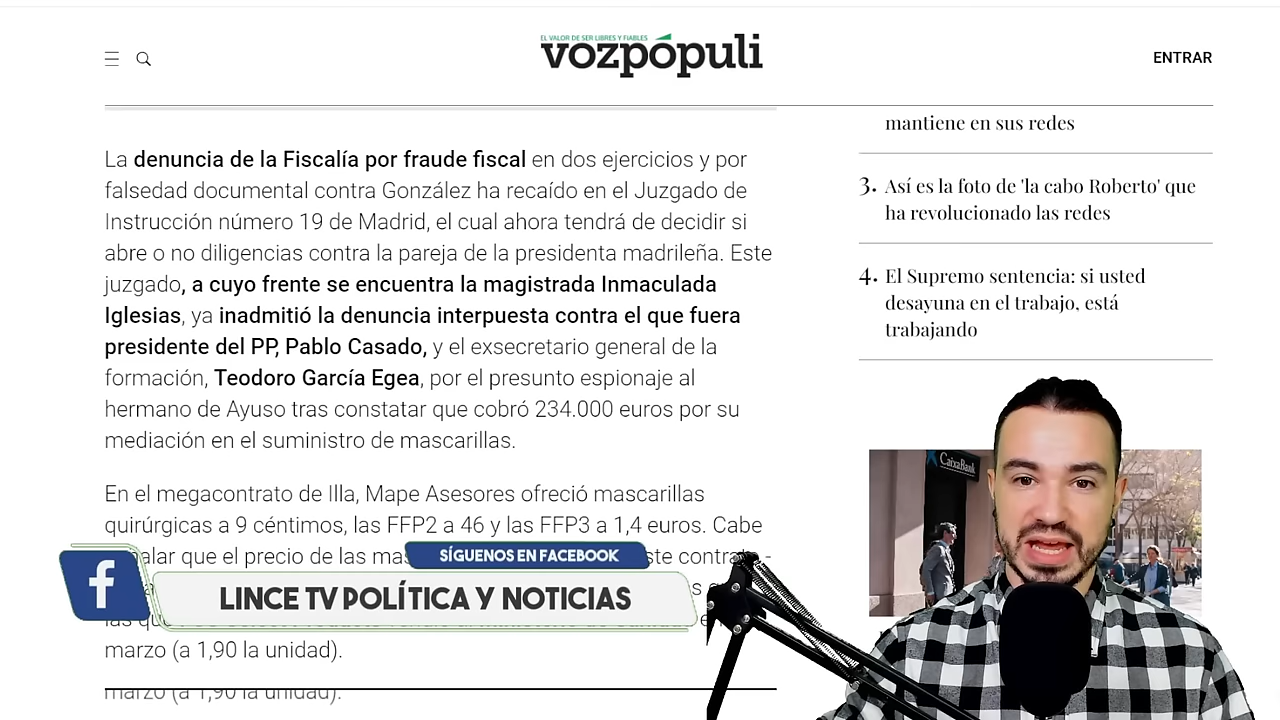 EL VALOR DE SER LIBRES Y FIABLES
vozpópuli
ENTRAR
La denuncia de la Fiscalía por fraude fiscal en dos ejercicios y por
falsedad documental contra González ha recaído en el Juzgado de
Instrucción número 19 de Madrid, el cual ahora tendrá de decidir si
abre o no diligencias contra la pareja de la presidenta madrileña. Este
juzgado, a cuyo frente se encuentra la magistrada Inmaculada
Iglesias, ya inadmitió la denuncia interpuesta contra el que fuera
presidente del PP, Pablo Casado, y el exsecretario general de la
formación, Teodoro García Egea, por el presunto espionaje al
hermano de Ayuso tras constatar que cobró 234.000 euros por su
mediación en el suministro de mascarillas.
En el megacontrato de Illa, Mape Asesores ofreció mascarillas
quirúrgicas a 9 céntimos, las FFP2 a 46 y las FFP3 a 1,4 euros. Cabe
que el precio de las
marzo (a 1,90 la unidad).
marzo (a 1,90 la unidad).
mantiene en sus redes
3. Así es la foto de 'la cabo Roberto' que
ha revolucionado las redes
4. El Supremo sentencia: si usted
desayuna en el trabajo, está
trabajando
CaixaBank
SÍGUENOS EN FACEBOOK
f
LINCE TV POLÍTICA Y NOTICIAS